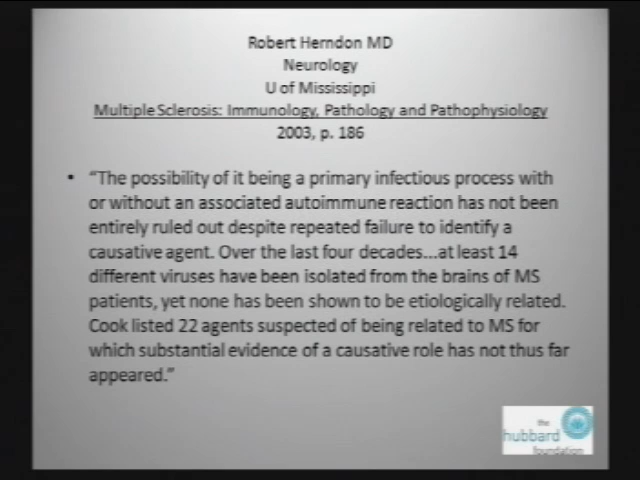 Robert Herndon MD
Neurology
U of Mississippi
Multiple Sclerosis: Immunology, Pathology and Pathophysiology
2003, p. 186
• “The possibility of it being a primary infectious process with
or without an associated autoimmune reaction has not been
entirely ruled out despite repeated failure to identify a
causative agent. Over the last four decades...at least 14
different viruses have been isolated from the brains of MS
patients, yet none has been shown to be etiologically related.
Cook listed 22 agents suspected of being related to MS for
which substantial evidence of a causative role has not thus far
appeared.”
the
hubbard
foundation